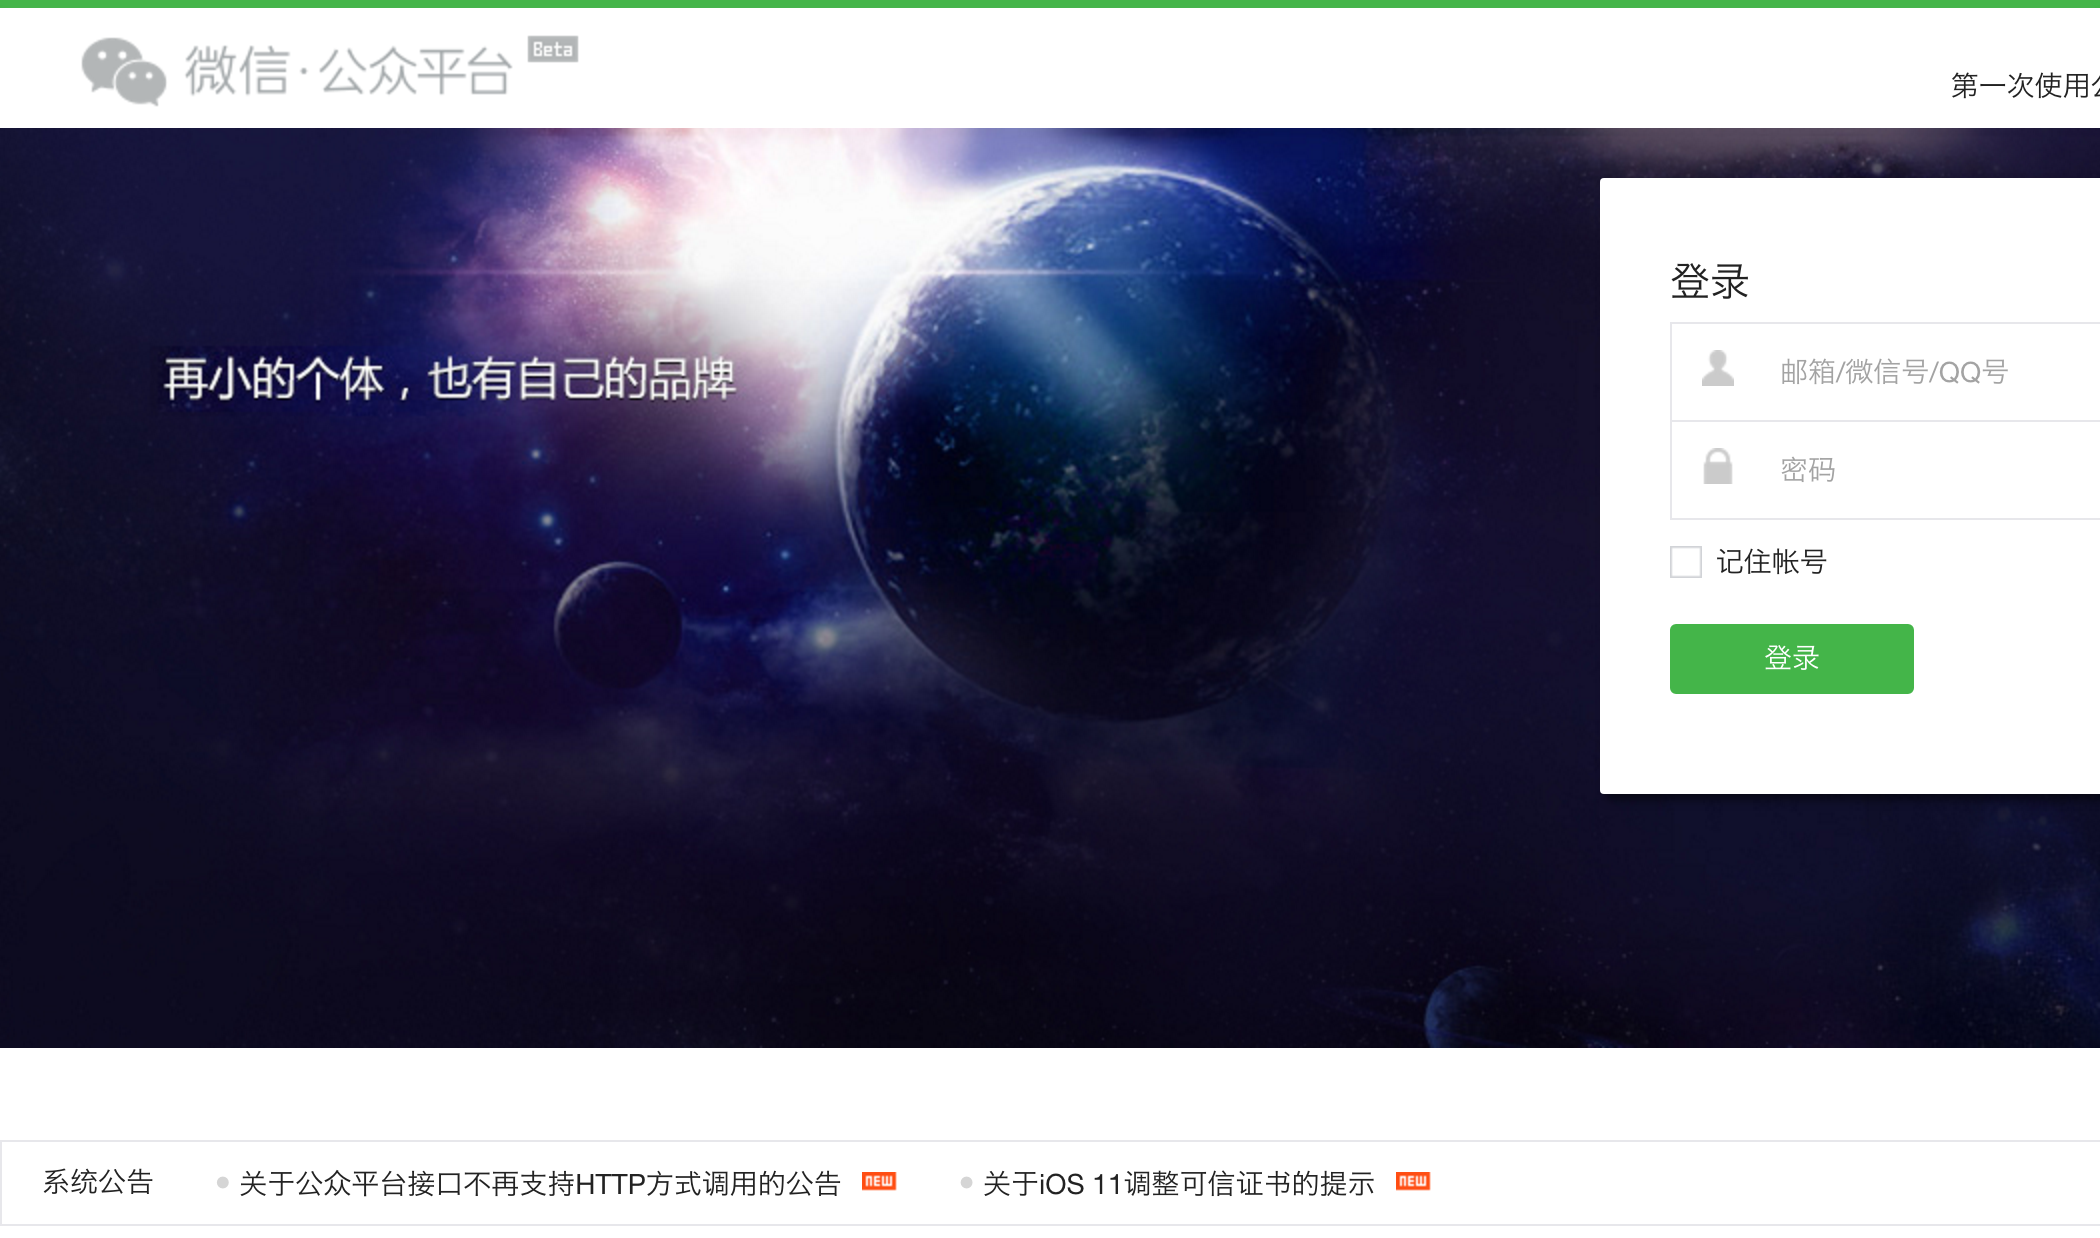 微信·公众平台 Beta
第一次使用
再小的个体，也有自己的品牌
登录
邮箱/微信号/QQ号
密码
记住帐号
登录
系统公告
关于公众平台接口不再支持HTTP方式调用的公告 NEW
关于iOS 11调整可信证书的提示 NEW